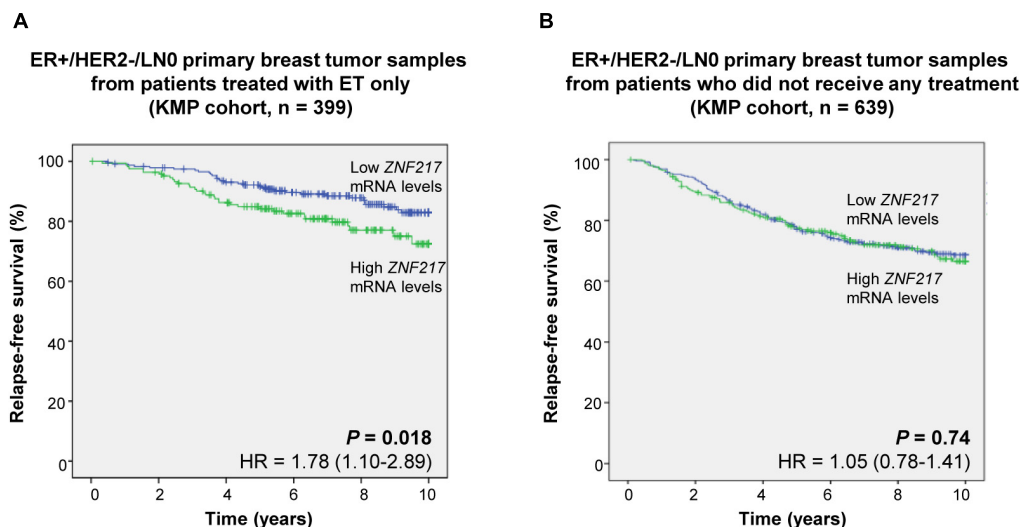 A
ER+/HER2-/LN0 primary breast tumor samples
from patients treated with ET only
(KMP cohort, n = 399)
Relapse-free survival (%)
100
80
60
40
20
0
Low ZNF217
mRNA levels
High ZNF217
mRNA levels
P = 0.018
HR = 1.78 (1.10-2.89)
0 2 4 6 8 10
Time (years)
B
ER+/HER2-/LN0 primary breast tumor samples
from patients who did not receive any treatment
(KMP cohort, n = 639)
Relapse-free survival (%)
100
80
60
40
20
0
Low ZNF217
mRNA levels
High ZNF217
mRNA levels
P = 0.74
HR = 1.05 (0.78-1.41)
0 2 4 6 8 10
Time (years)